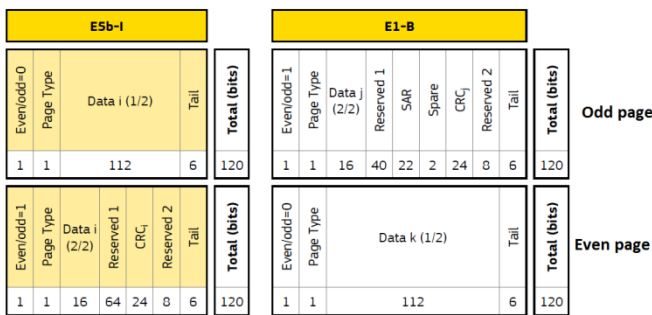 E5b-I
E1-B
Even/odd=0
Page Type
Data i (1/2)
Tail
Total (bits)
Even/odd=1
Page Type
Data j
(2/2)
Reserved 1
SAR
Spare
CRCj
Reserved 2
Tail
Total (bits)
Odd page
1 1 112 6 120
1 1 16 40 22 2 24 8 6 120
Even/odd=1
Page Type
Data i
(2/2)
Reserved 1
CRCi
Reserved 2
Tail
Total (bits)
Even/odd=0
Page Type
Data k (1/2)
Tail
Total (bits)
Even page
1 1 16 64 24 8 6 120
1 1 112 6 120